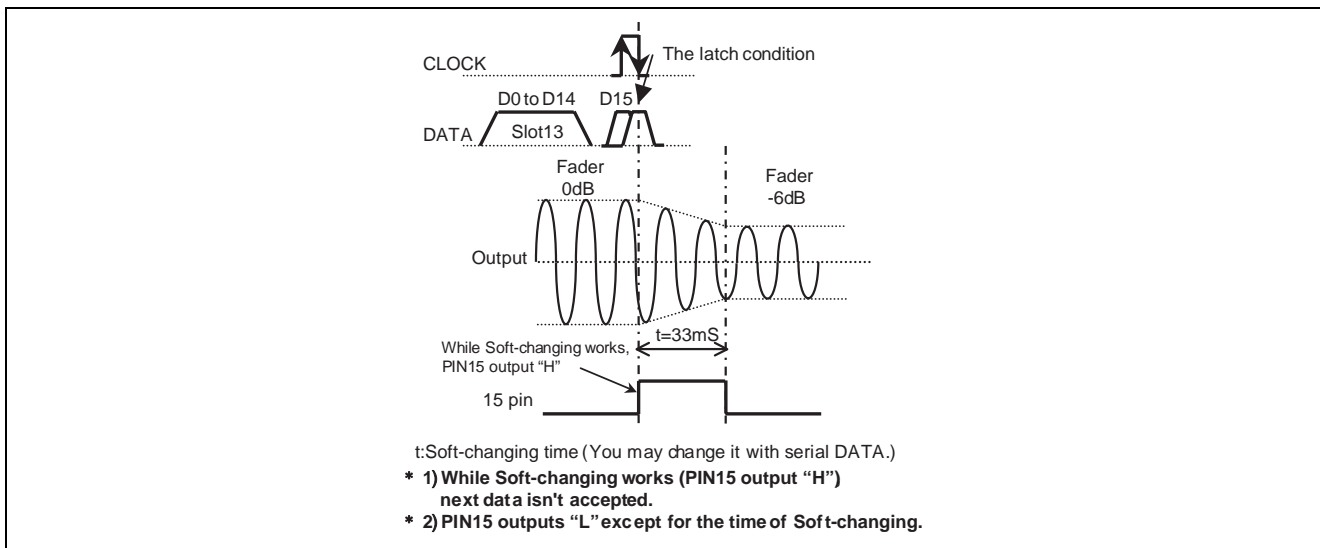 The latch condition
CLOCK
D0 to D14 D15
DATA Slot13
Fader
0dB
Fader
-6dB
Output
t=33mS
While Soft-changing works,
PIN15 output “H”
15 pin
t:Soft-changing time (You may change it with serial DATA.)
* 1) While Soft-changing works (PIN15 output “H”)
next data isn't accepted.
* 2) PIN15 outputs “L” except for the time of Soft-changing.